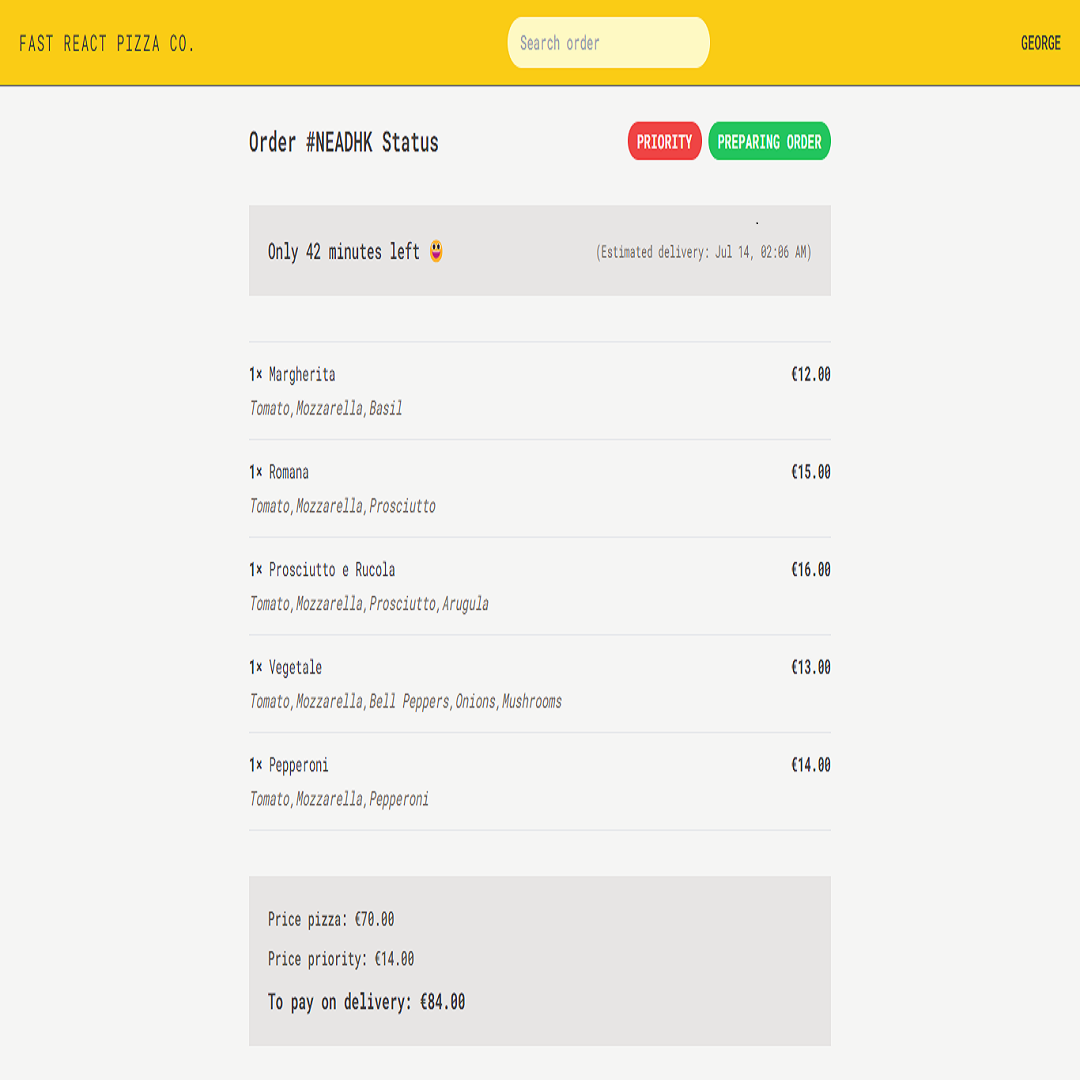 FAST REACT PIZZA CO.
Search order
GEORGE
Order #NEADHK Status
PRIORITY
PREPARING ORDER
Only 42 minutes left 😀
(Estimated delivery: Jul 14, 02:06 AM)
1× Margherita €12.00
Tomato,Mozzarella,Basil
1× Romana €15.00
Tomato,Mozzarella,Prosciutto
1× Prosciutto e Rucola €16.00
Tomato,Mozzarella,Prosciutto,Arugula
1× Vegetale €13.00
Tomato,Mozzarella,Bell Peppers,Onions,Mushrooms
1× Pepperoni €14.00
Tomato,Mozzarella,Pepperoni
Price pizza: €70.00
Price priority: €14.00
To pay on delivery: €84.00